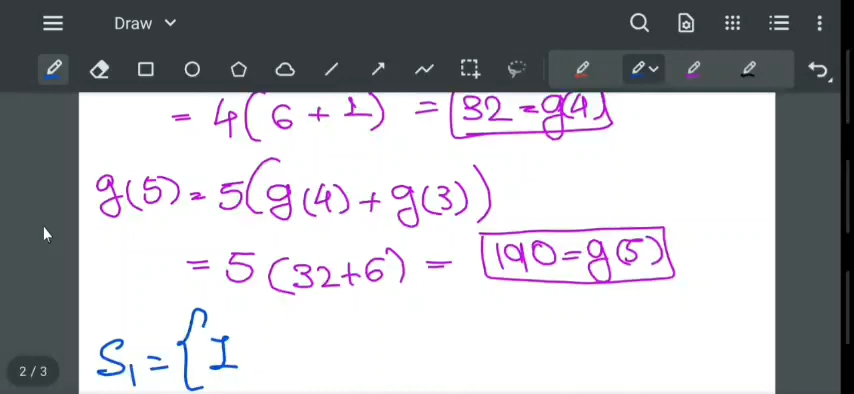 Draw
= 4(6+1) = 32=g(4)
g(5)= 5(g(4)+g(3))
= 5(32+6) = 190=g(5)
S₁={I
2 / 3